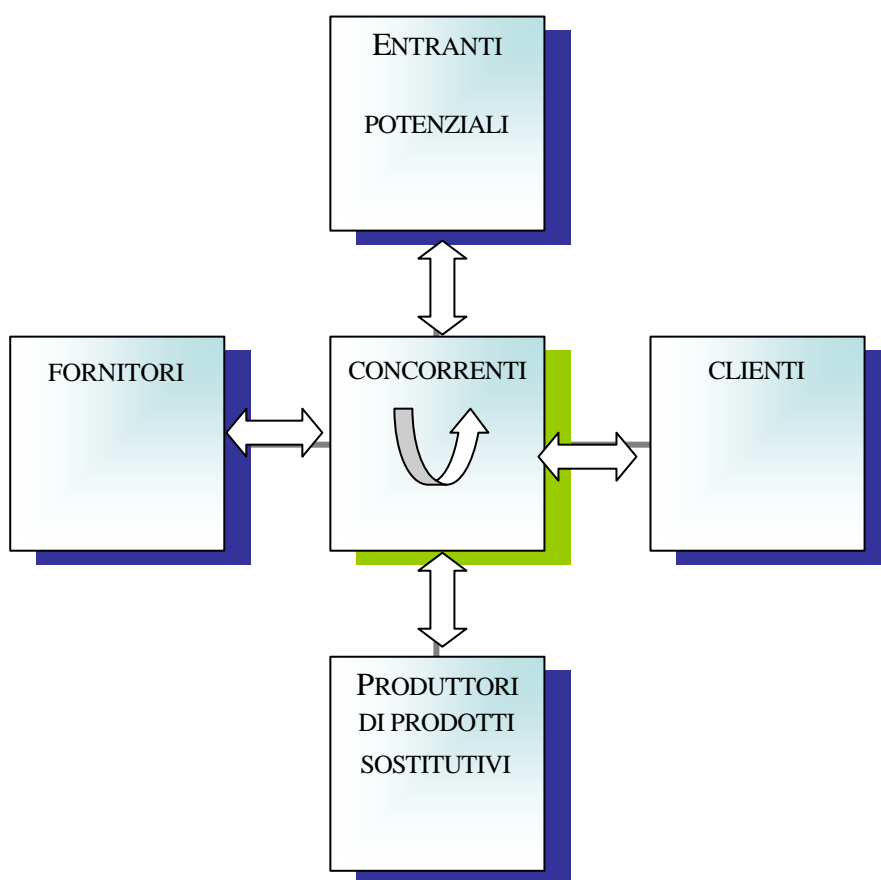 ENTRANTI
POTENZIALI
FORNITORI
CONCORRENTI
CLIENTI
PRODUTTORI
DI PRODOTTI
SOSTITUTIVI